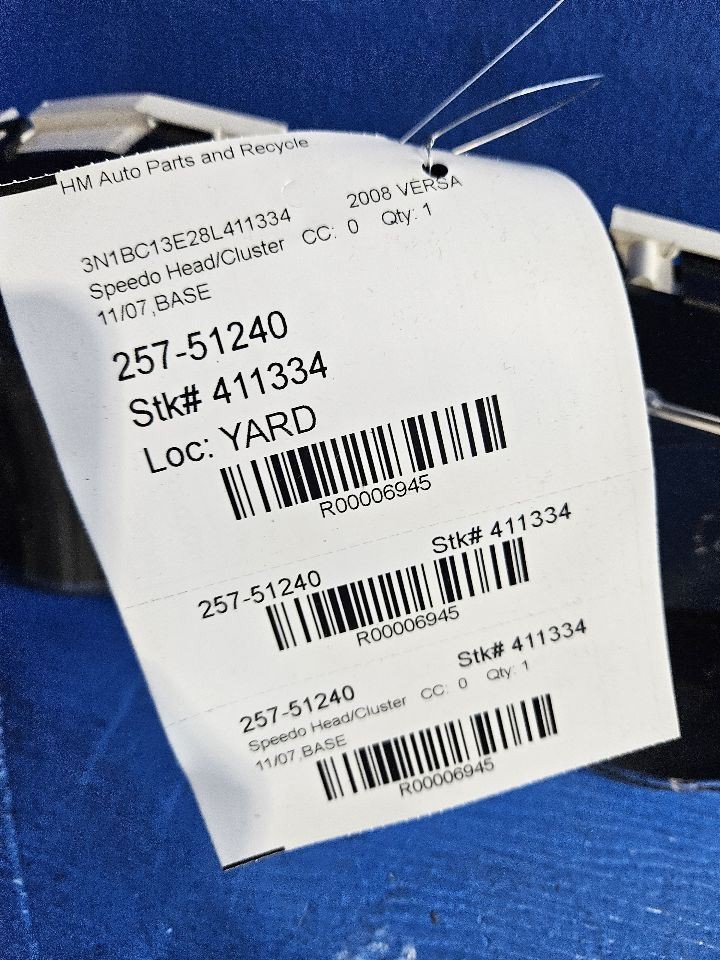 HM Auto Parts and Recycle
3N1BC13E28L411334 2008 VERSA
Speedo Head/Cluster CC: 0 Qty: 1
11/07,BASE
257-51240
Stk# 411334
Loc: YARD
R00006945
257-51240 Stk# 411334
R00006945
257-51240 Stk# 411334
Speedo Head/Cluster CC: 0 Qty: 1
11/07,BASE
R00006945